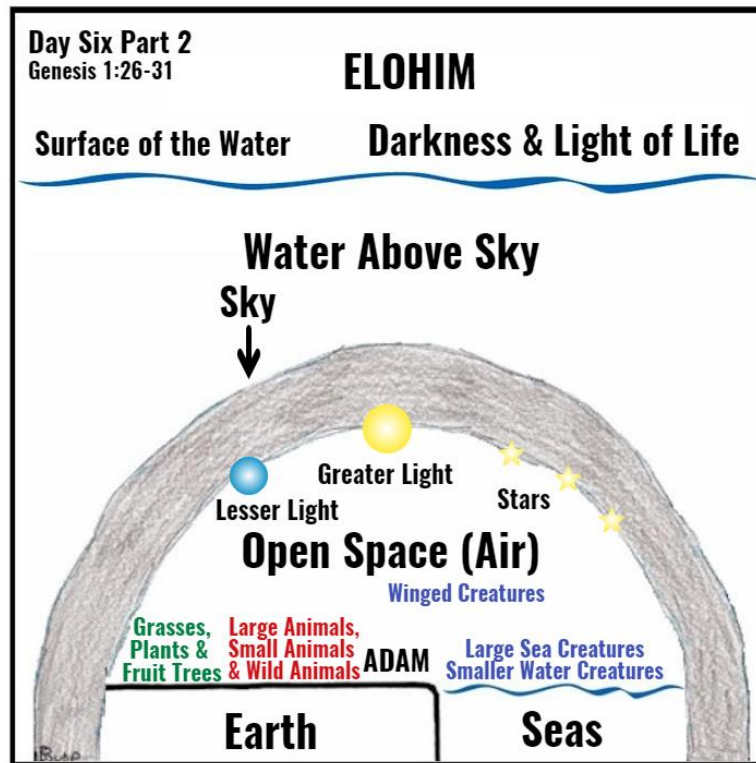 Day Six Part 2
Genesis 1:26-31
ELOHIM
Surface of the Water
Darkness & Light of Life
Water Above Sky
Sky
Greater Light
Lesser Light
Stars
Open Space (Air)
Winged Creatures
Grasses,
Plants &
Fruit Trees
Large Animals,
Small Animals
& Wild Animals
ADAM
Large Sea Creatures
Smaller Water Creatures
Earth
Seas